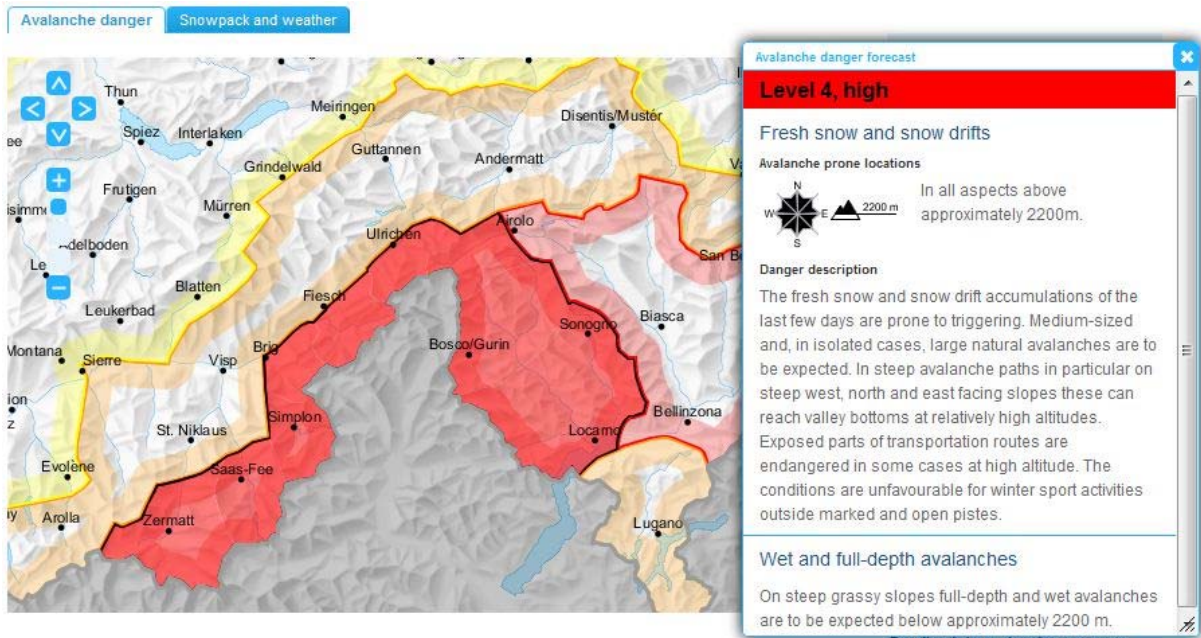 Avalanche danger
Snowpack and weather
Thun
Spiez
Interlaken
Meiringen
Disentis/Mustér
Guttannen
Andermatt
Grindelwald
Frutigen
Mürren
Airolo
Ulrichen
Blatten
Fiesch
Leukerbad
Biasca
Sonogno
Bosco/Gurin
Montana
Sierre
Visp
Brig
Simplon
Bellinzona
St. Niklaus
Locarno
Evolène
Saas-Fee
Arolla
Zermatt
Lugano
Avalanche danger forecast
Level 4, high
Fresh snow and snow drifts
Avalanche prone locations
N
W
E
S
2200 m
In all aspects above
approximately 2200m.
Danger description
The fresh snow and snow drift accumulations of the
last few days are prone to triggering. Medium-sized
and, in isolated cases, large natural avalanches are to
be expected. In steep avalanche paths in particular on
steep west, north and east facing slopes these can
reach valley bottoms at relatively high altitudes.
Exposed parts of transportation routes are
endangered in some cases at high altitude. The
conditions are unfavourable for winter sport activities
outside marked and open pistes.
Wet and full-depth avalanches
On steep grassy slopes full-depth and wet avalanches
are to be expected below approximately 2200 m.